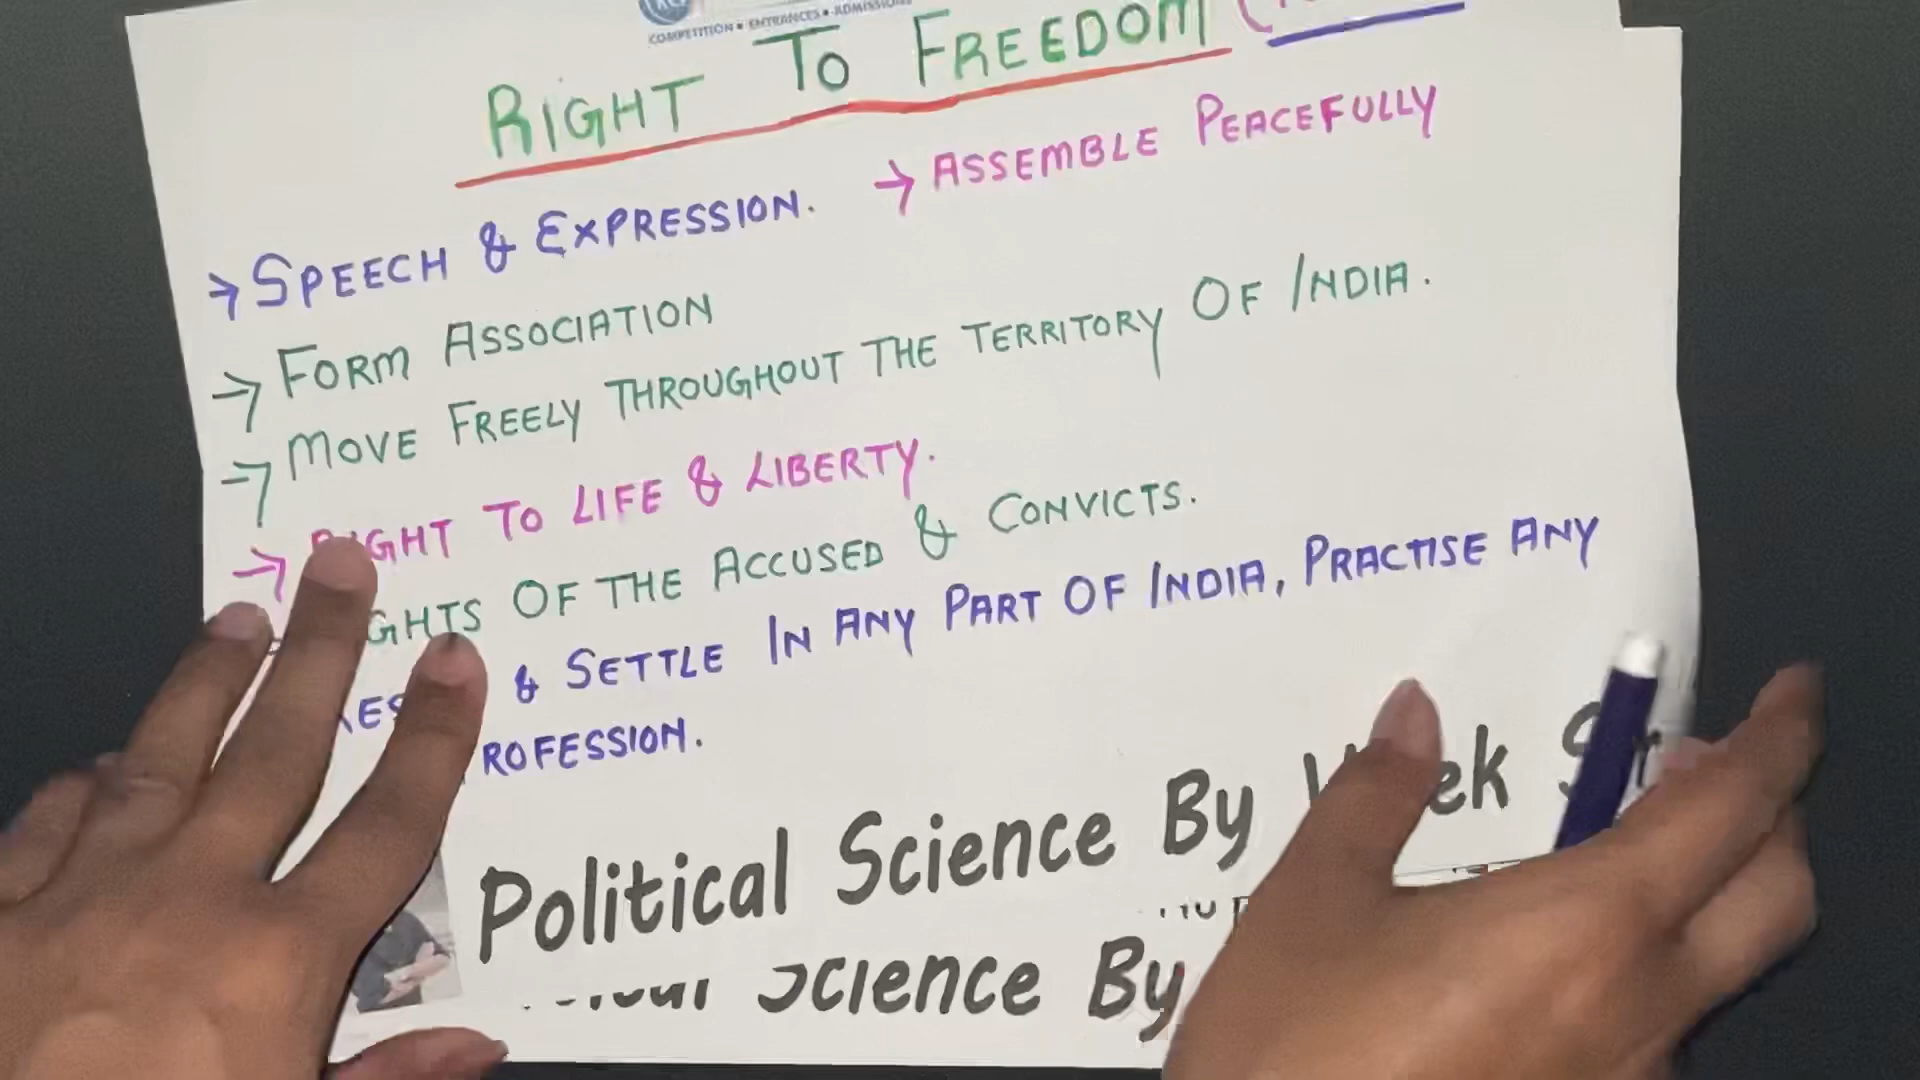 COMPETITION • ENTRANCES • ADMISSIONS
RIGHT TO FREEDOM
→ SPEECH & EXPRESSION. → ASSEMBLE PEACEFULLY
→ FORM ASSOCIATION
→ MOVE FREELY THROUGHOUT THE TERRITORY OF INDIA.
→ RIGHT TO LIFE & LIBERTY.
GHTS OF THE ACCUSED & CONVICTS.
RES & SETTLE IN ANY PART OF INDIA, PRACTISE ANY
ROFESSION.
Political Science By
Science By